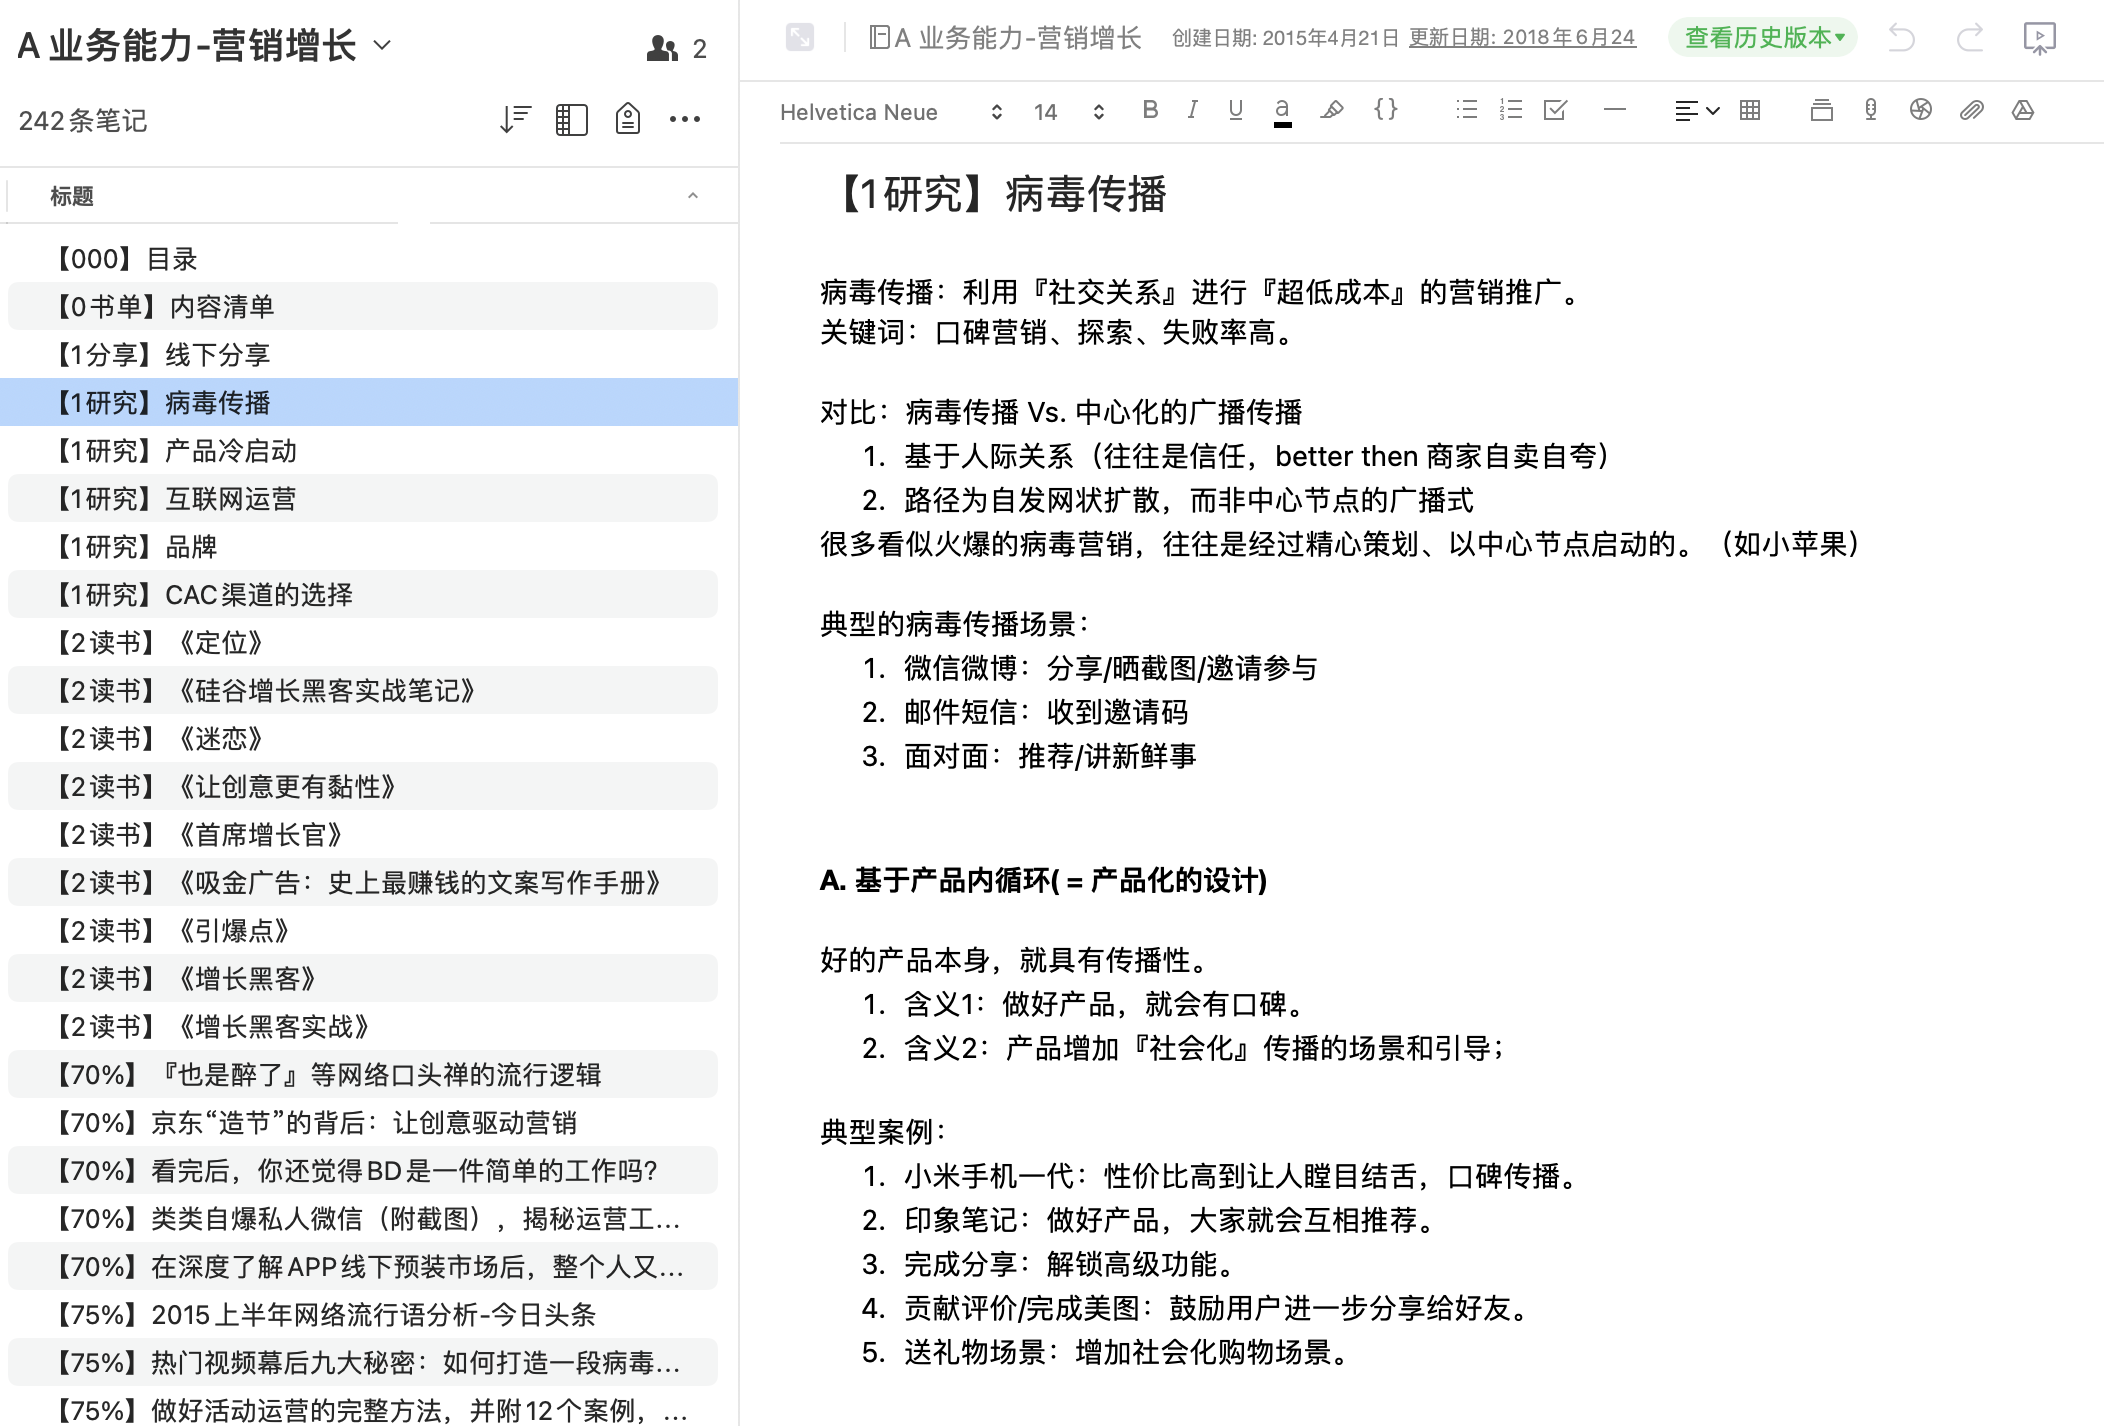 A 业务能力-营销增长
2
242条笔记
标题
【000】目录
【0书单】内容清单
【1分享】线下分享
【1研究】病毒传播
【1研究】产品冷启动
【1研究】互联网运营
【1研究】品牌
【1研究】CAC渠道的选择
【2读书】《定位》
【2读书】《硅谷增长黑客实战笔记》
【2读书】《迷恋》
【2读书】《让创意更有黏性》
【2读书】《首席增长官》
【2读书】《吸金广告：史上最赚钱的文案写作手册》
【2读书】《引爆点》
【2读书】《增长黑客》
【2读书】《增长黑客实战》
【70%】『也是醉了』等网络口头禅的流行逻辑
【70%】京东“造节”的背后：让创意驱动营销
【70%】看完后，你还觉得BD是一件简单的工作吗?
【70%】类类自爆私人微信（附截图），揭秘运营工...
【70%】在深度了解APP线下预装市场后，整个人又...
【75%】2015上半年网络流行语分析-今日头条
【75%】热门视频幕后九大秘密：如何打造一段病毒...
【75%】做好活动运营的完整方法，并附12个案例，...
A 业务能力-营销增长 创建日期: 2015年4月21日 更新日期: 2018年6月24 查看历史版本
Helvetica Neue 14 B I U a {}
【1研究】病毒传播
病毒传播：利用『社交关系』进行『超低成本』的营销推广。
关键词：口碑营销、探索、失败率高。
对比：病毒传播 Vs. 中心化的广播传播
1. 基于人际关系（往往是信任，better then 商家自卖自夸）
2. 路径为自发网状扩散，而非中心节点的广播式
很多看似火爆的病毒营销，往往是经过精心策划、以中心节点启动的。（如小苹果）
典型的病毒传播场景：
1. 微信微博：分享/晒截图/邀请参与
2. 邮件短信：收到邀请码
3. 面对面：推荐/讲新鲜事
A. 基于产品内循环( = 产品化的设计)
好的产品本身，就具有传播性。
1. 含义1：做好产品，就会有口碑。
2. 含义2：产品增加『社会化』传播的场景和引导；
典型案例：
1. 小米手机一代：性价比高到让人瞠目结舌，口碑传播。
2. 印象笔记：做好产品，大家就会互相推荐。
3. 完成分享：解锁高级功能。
4. 贡献评价/完成美图：鼓励用户进一步分享给好友。
5. 送礼物场景：增加社会化购物场景。